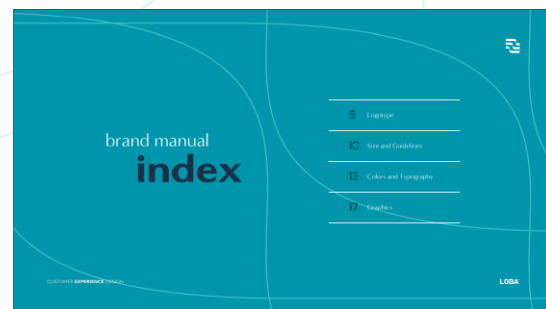 brand manual
index
5 Logotype
10 Size and Guidelines
13 Colors and Typography
17 Graphics
CUSTOMER EXPERIENCE DESIGN
LOBA